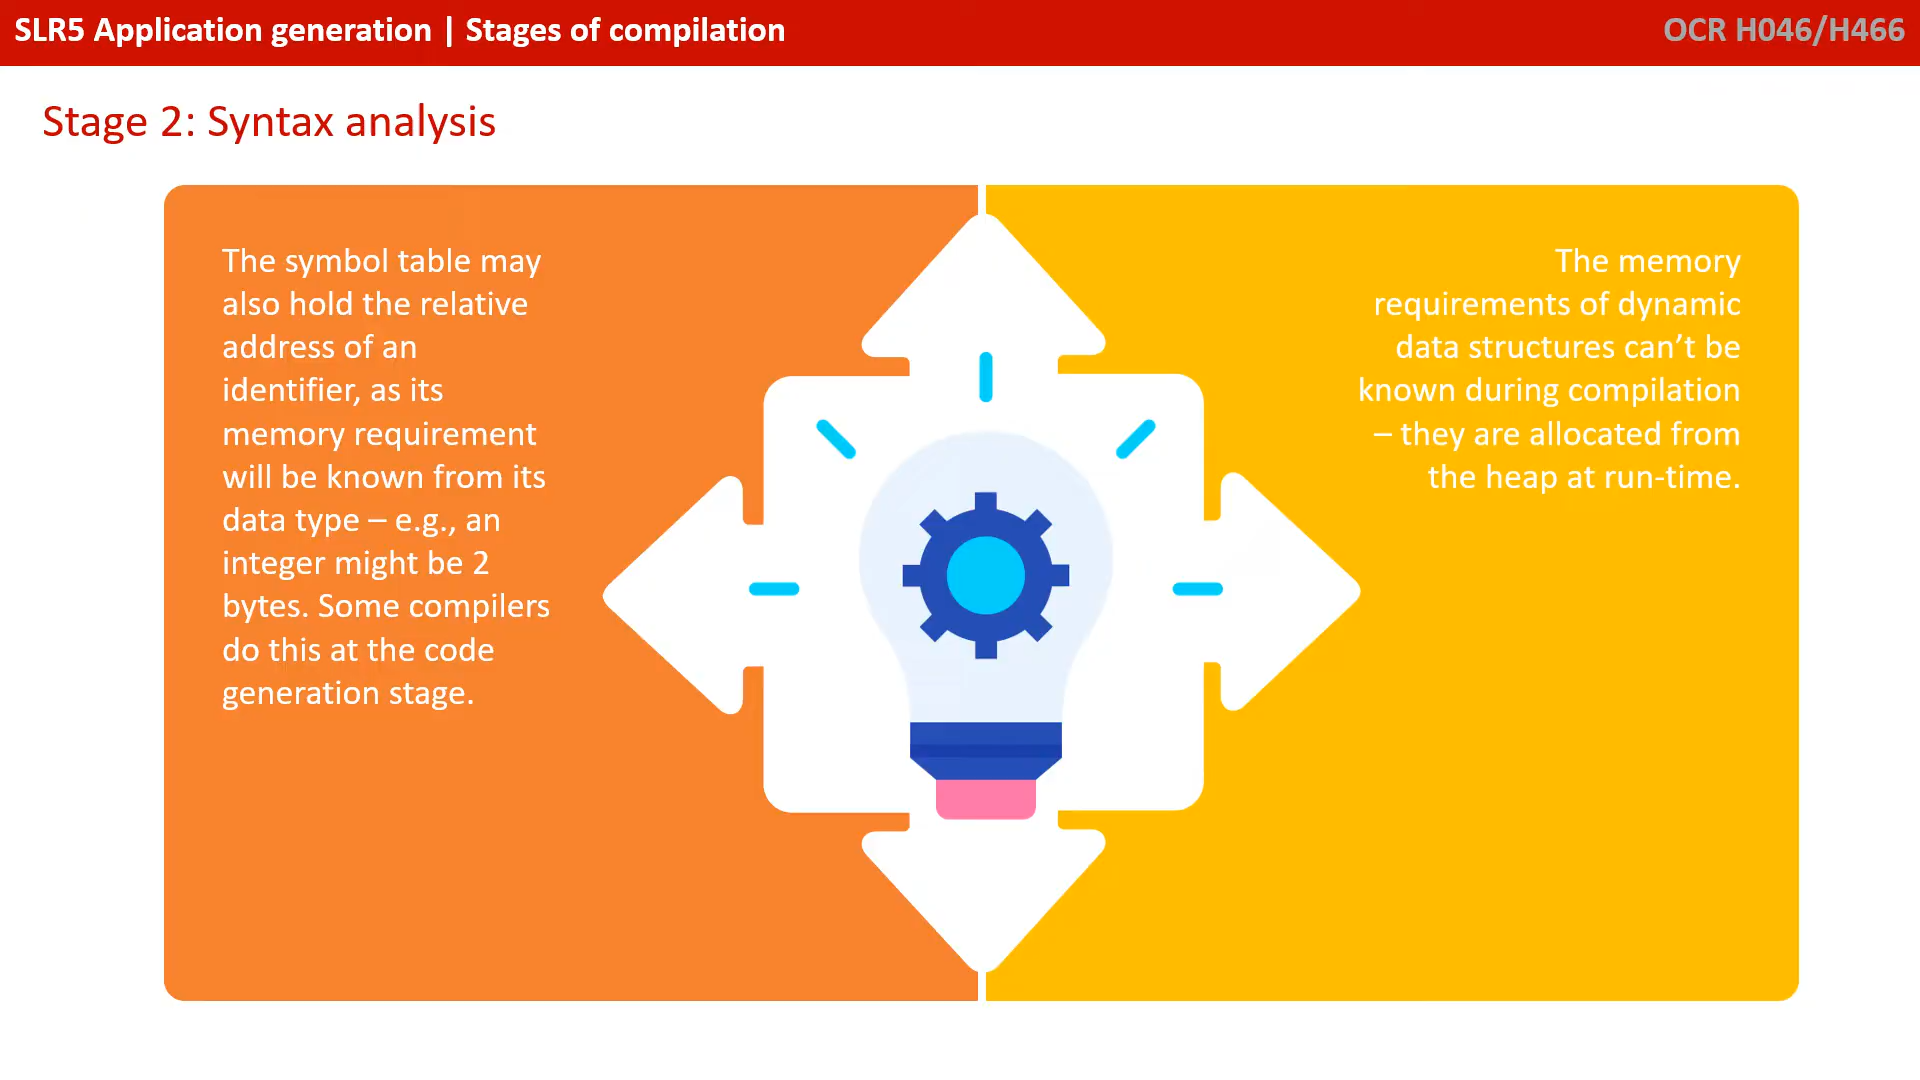 SLR5 Application generation | Stages of compilation
OCR H046/H466
Stage 2: Syntax analysis
The symbol table may
also hold the relative
address of an
identifier, as its
memory requirement
will be known from its
data type – e.g., an
integer might be 2
bytes. Some compilers
do this at the code
generation stage.
The memory
requirements of dynamic
data structures can’t be
known during compilation
– they are allocated from
the heap at run-time.